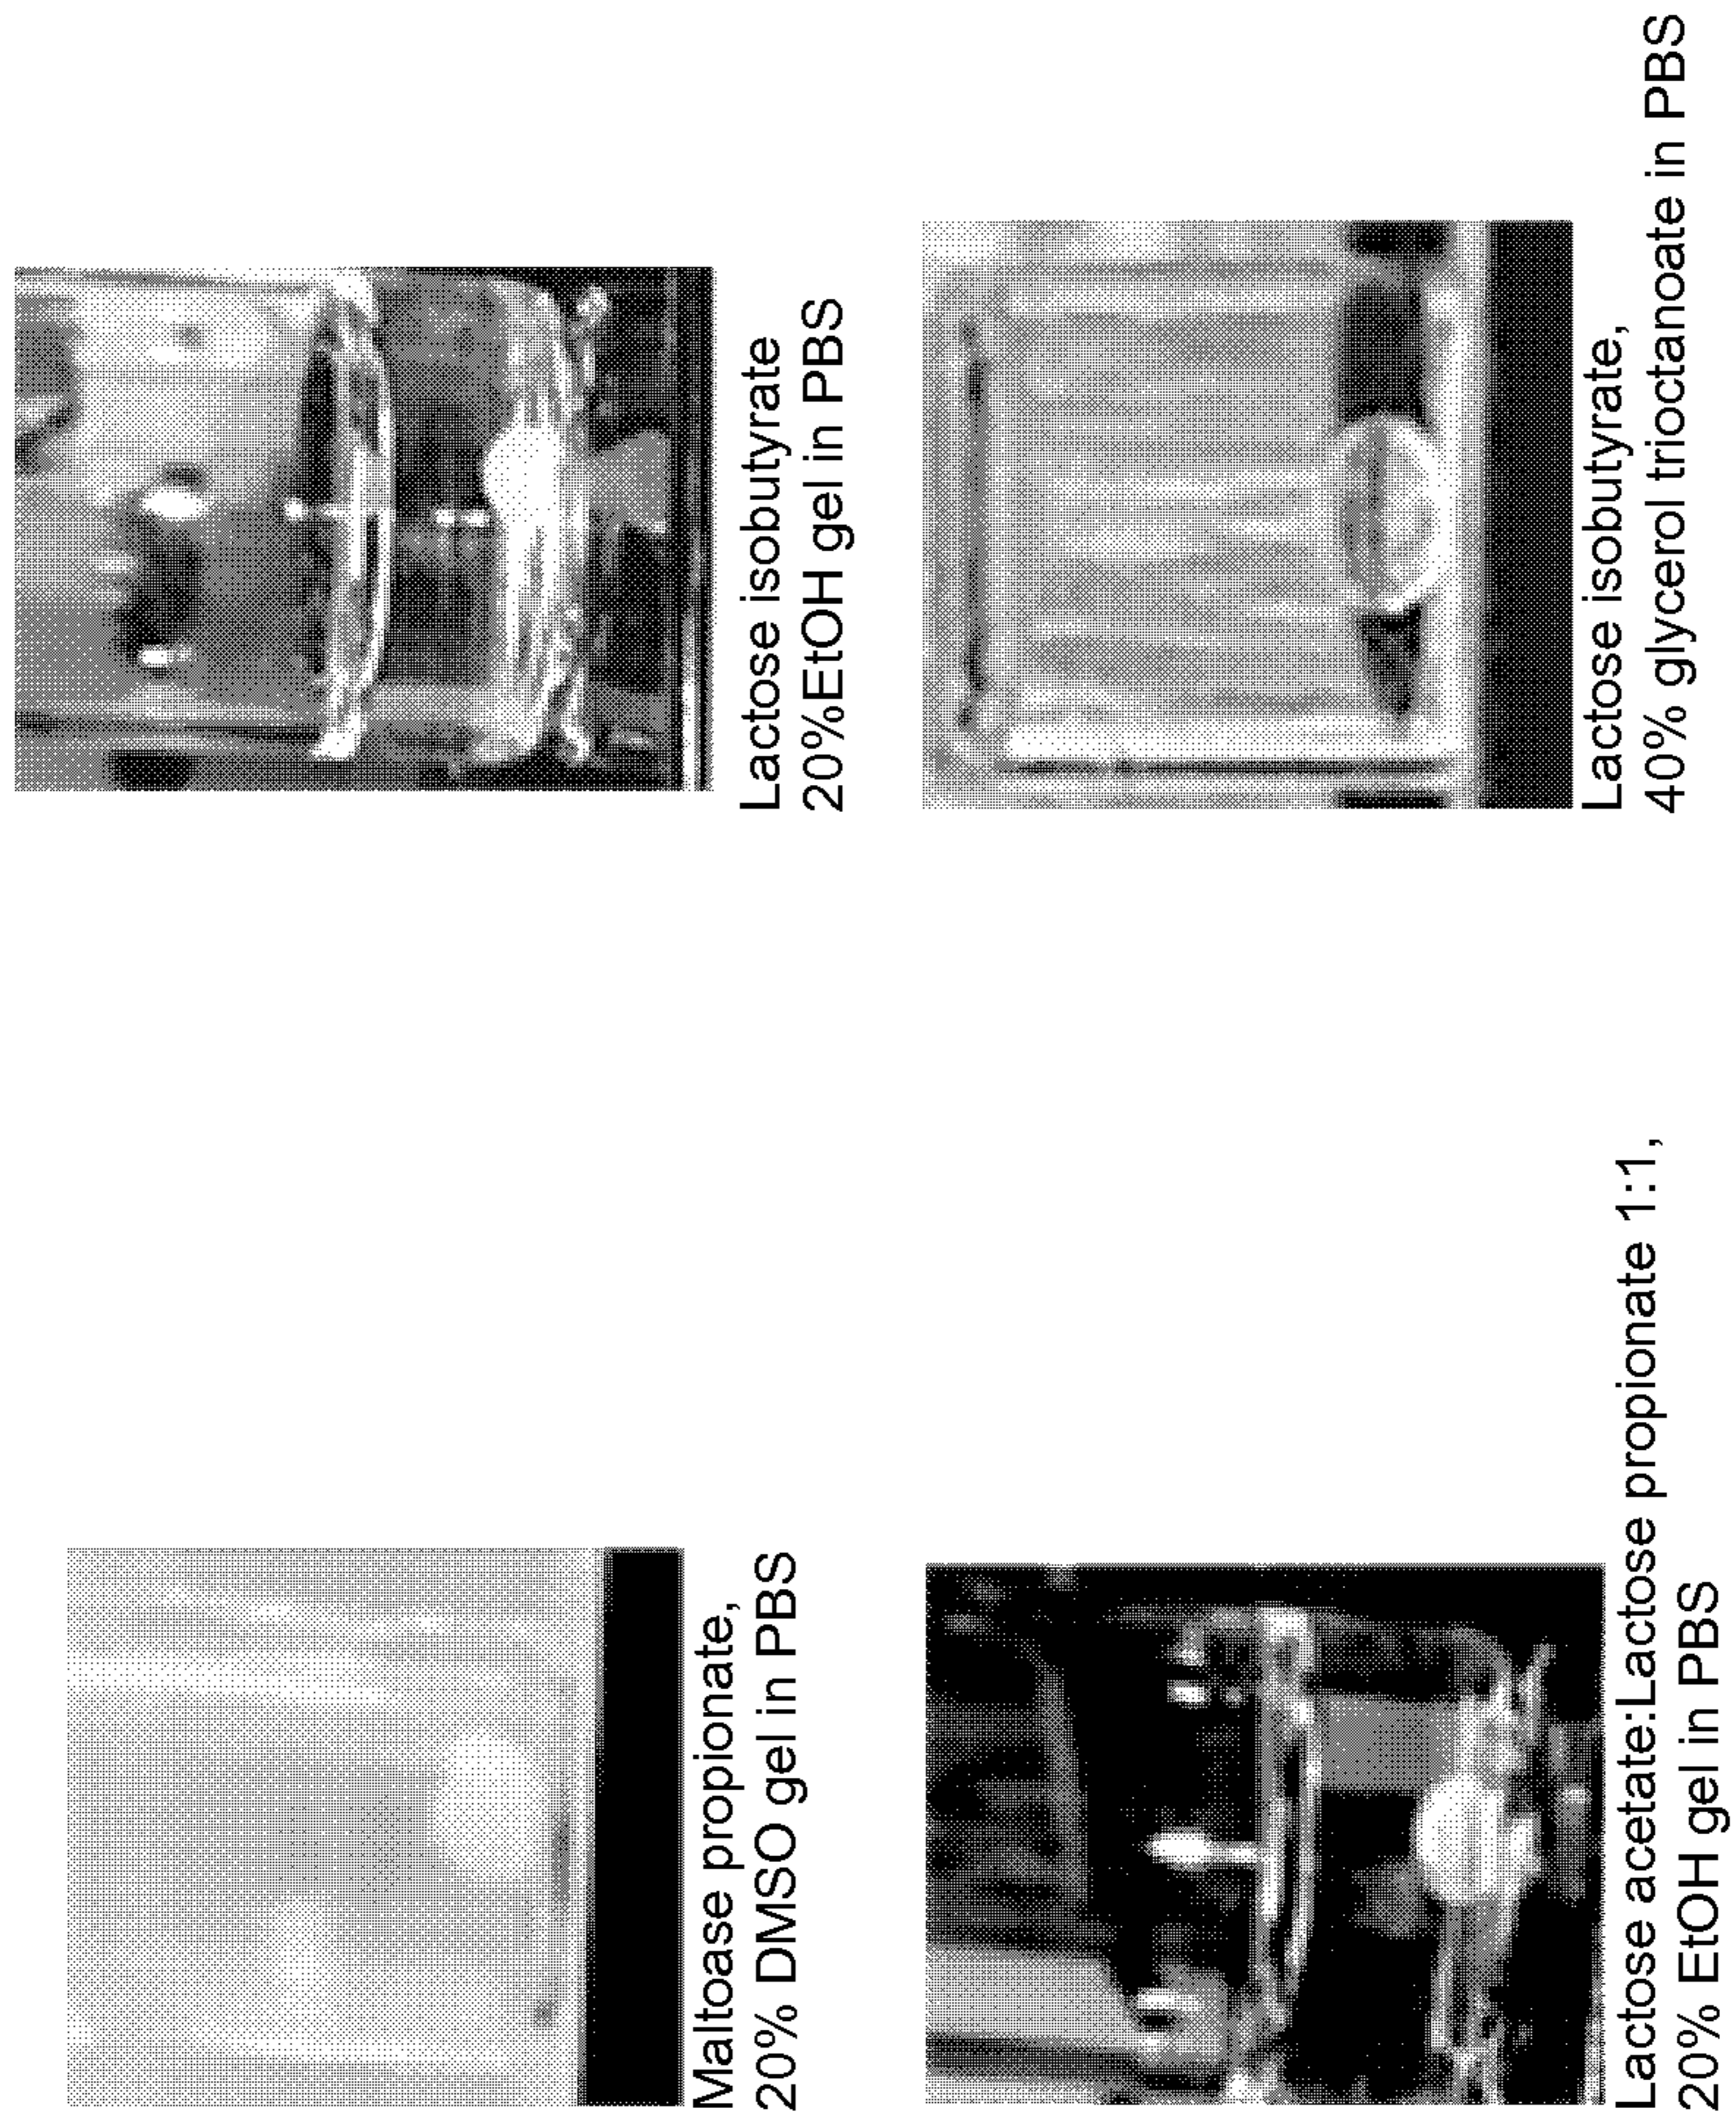 Maltoase propionate,
20% DMSO gel in PBS
Lactose isobutyrate
20%EtOH gel in PBS
Lactose acetate:Lactose propionate 1:1,
20% EtOH gel in PBS
Lactose isobutyrate,
40% glycerol trioctanoate in PBS